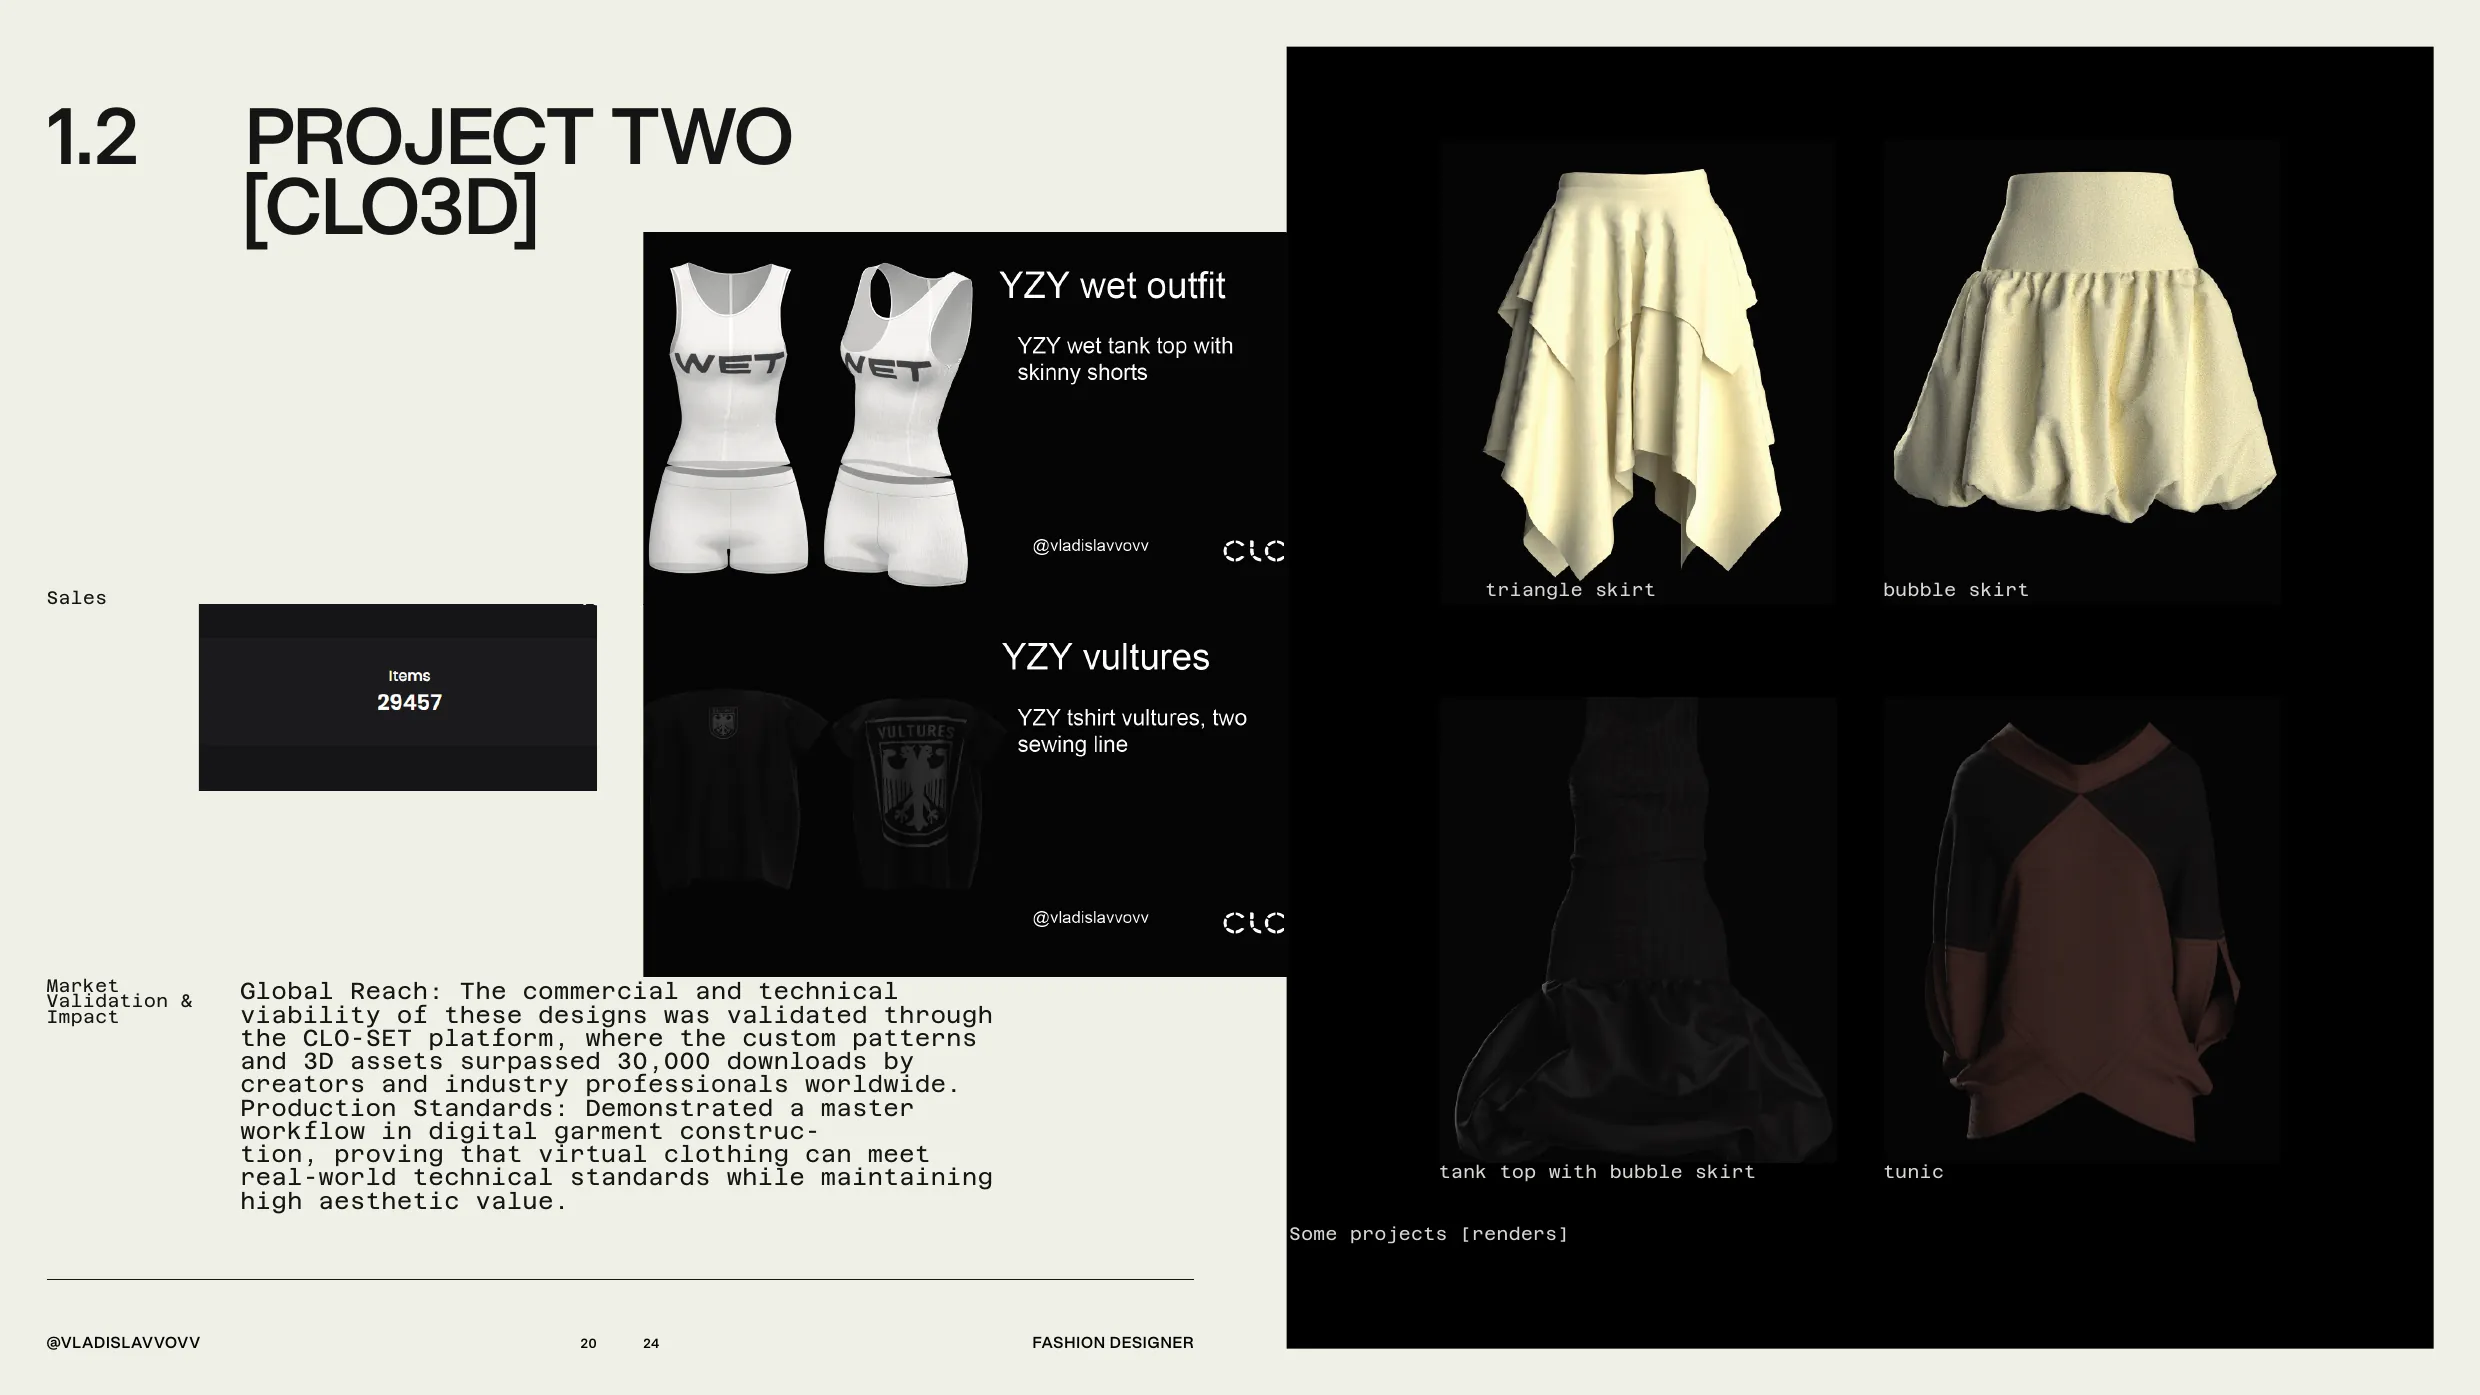 1.2
PROJECT TWO
[CLO3D]
WET
WET
YZY wet outfit
YZY wet tank top with
skinny shorts
@vladislavvovv
CLO
Sales
Items
29457
VULTURES
YZY vultures
YZY tshirt vultures, two
sewing line
@vladislavvovv
CLO
Market
Validation &
Impact
Global Reach: The commercial and technical
viability of these designs was validated through
the CLO-SET platform, where the custom patterns
and 3D assets surpassed 30,000 downloads by
creators and industry professionals worldwide.
Production Standards: Demonstrated a master
workflow in digital garment construc-
tion, proving that virtual clothing can meet
real-world technical standards while maintaining
high aesthetic value.
@VLADISLAVVOVV
20
24
FASHION DESIGNER
triangle skirt
bubble skirt
tank top with bubble skirt
tunic
Some projects [renders]